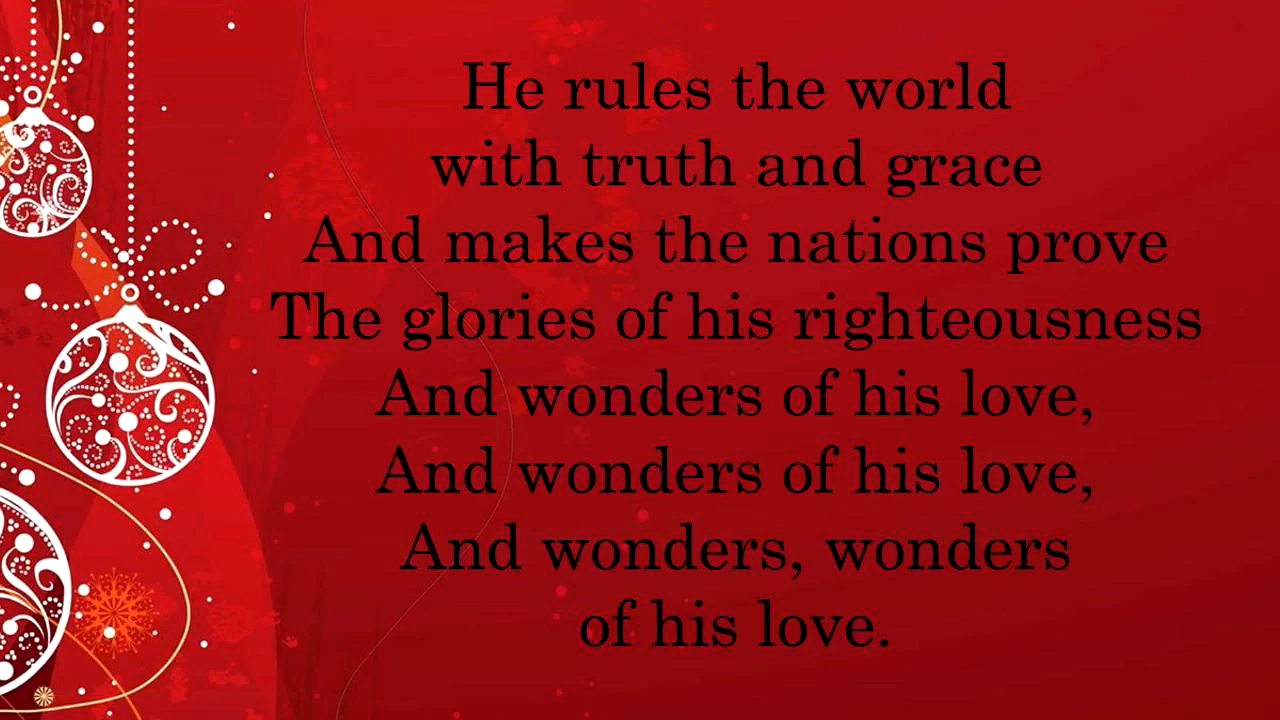 He rules the world
with truth and grace
And makes the nations prove
The glories of his righteousness
And wonders of his love,
And wonders of his love,
And wonders, wonders
of his love.